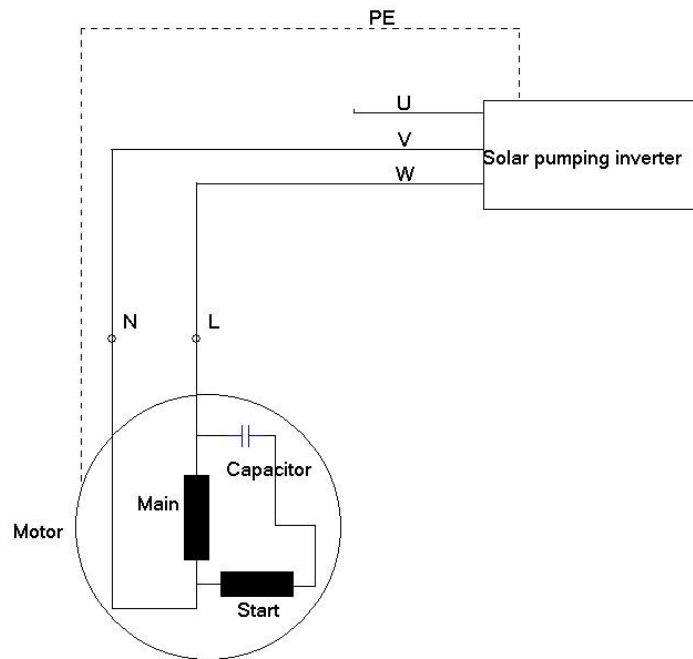 PE
U
V
Solar pumping inverter
W
N
L
Capacitor
Main
Motor
Start